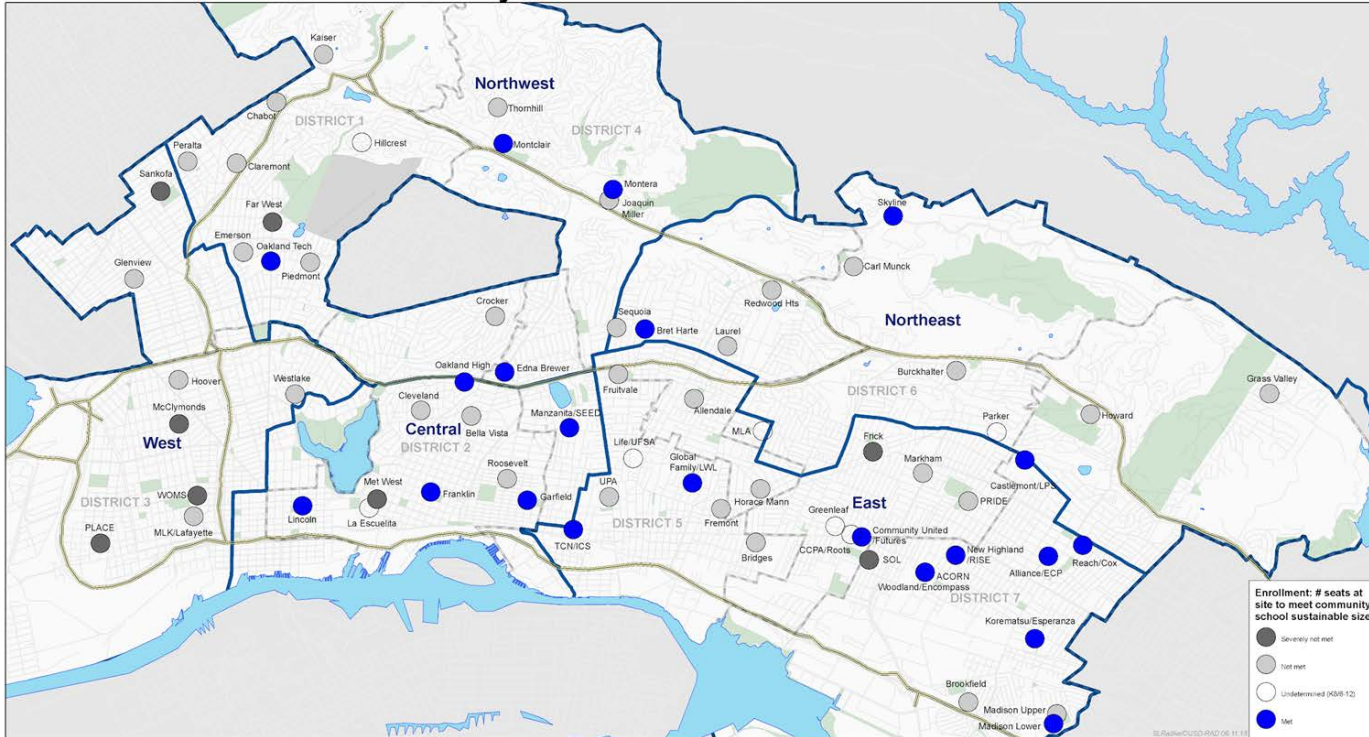 Kaiser
Northwest
Thornhill
Chabot
DISTRICT 1
DISTRICT 4
Hillcrest
Montclair
Peralta
Claremont
Sankofa
Montera
Joaquin
Miller
Skyline
Far West
Emerson
Oakland Tech
Piedmont
Glenview
Carl Munck
Redwood Hts
Crocker
Sequoia
Bret Harte
Northeast
Laurel
Oakland High
Edna Brewer
Hoover
Westlake
Fruitvale
Burckhalter
Grass Valley
DISTRICT 6
McClymonds
Cleveland
Allendale
Howard
Manzanita/SEED
Parker
West
Central
Bella Vista
MLA
DISTRICT 2
Frick
Life/UFSA
Markham
Global
Family/LWL
Castlemont/LPS
Roosevelt
Met West
UPA
WOMS
DISTRICT 3
Franklin
Garfield
Horace Mann
PRIDE
East
Lincoln
La Escuelita
Fremont
DISTRICT 5
Greenleaf
MLK/Lafayette
PLACE
TCN/ICS
Community United
/Futures
CCPA/Roots
Bridges
SOL
New Highland
/RISE
Reach/Cox
Alliance/ECP
ACORN
Woodland/Encompass
DISTRICT 7
Korematsu/Esperanza
Brookfield
Madison Upper
Madison Lower
Enrollment: # seats at
site to meet community
school sustainable size
Severely not met
Not met
Undetermined (K8/6-12)
Met